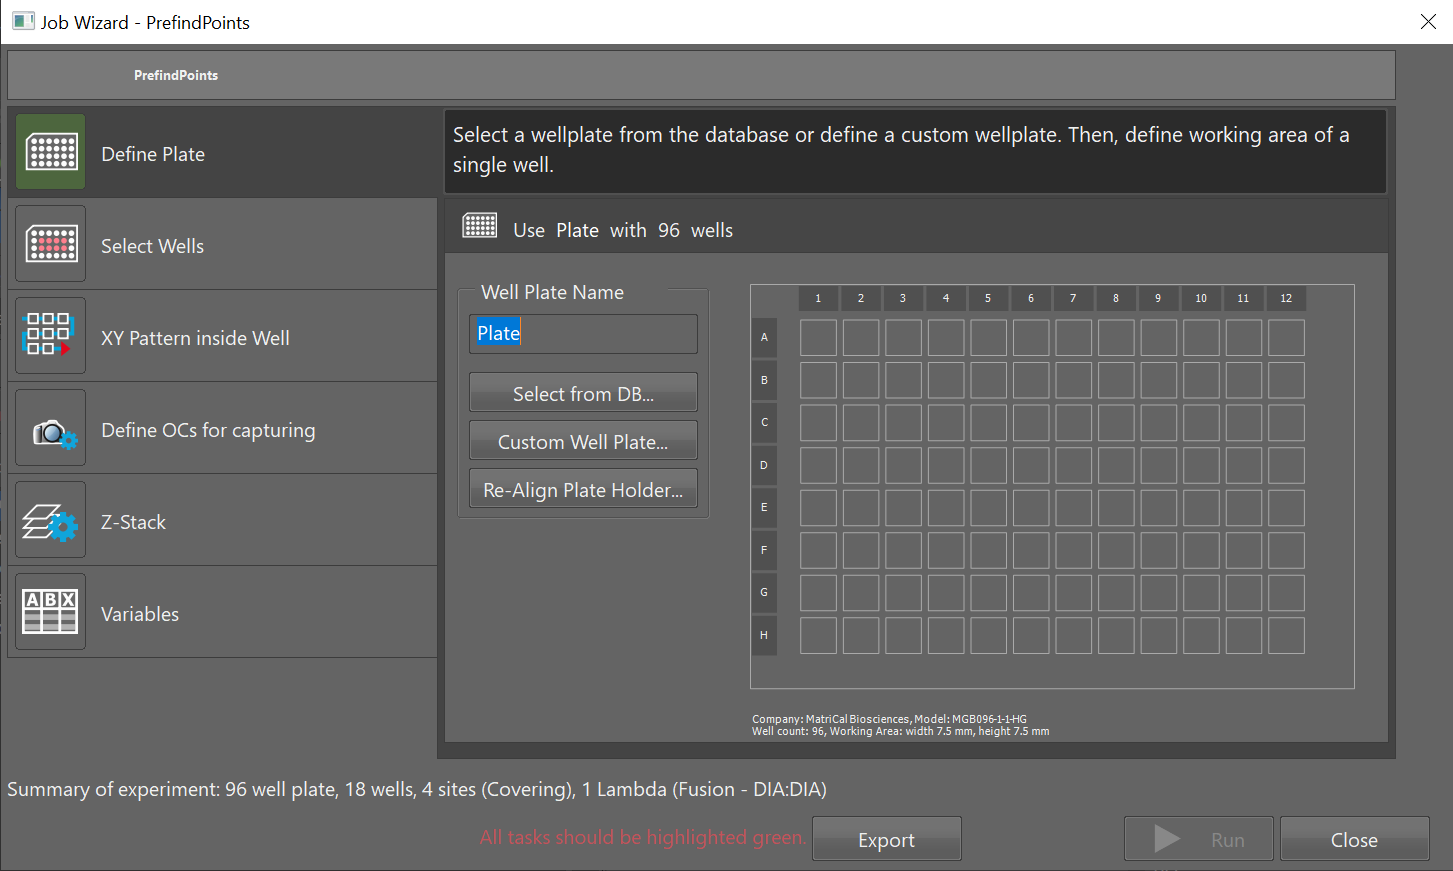 Job Wizard - PrefindPoints
PrefindPoints
Define Plate
Select Wells
XY Pattern inside Well
Define OCs for capturing
Z-Stack
ABX
Variables
Select a wellplate from the database or define a custom wellplate. Then, define working area of a
single well.
Use Plate with 96 wells
Well Plate Name
Plate
Select from DB...
Custom Well Plate...
Re-Align Plate Holder...
1 2 3 4 5 6 7 8 9 10 11 12
A
B
C
D
E
F
G
H
Company: MatriCal Biosciences, Model: MGB096-1-1-HG
Well count: 96, Working Area: width 7.5 mm, height 7.5 mm
Summary of experiment: 96 well plate, 18 wells, 4 sites (Covering), 1 Lambda (Fusion - DIA:DIA)
All tasks should be highlighted green.
Export
Run
Close